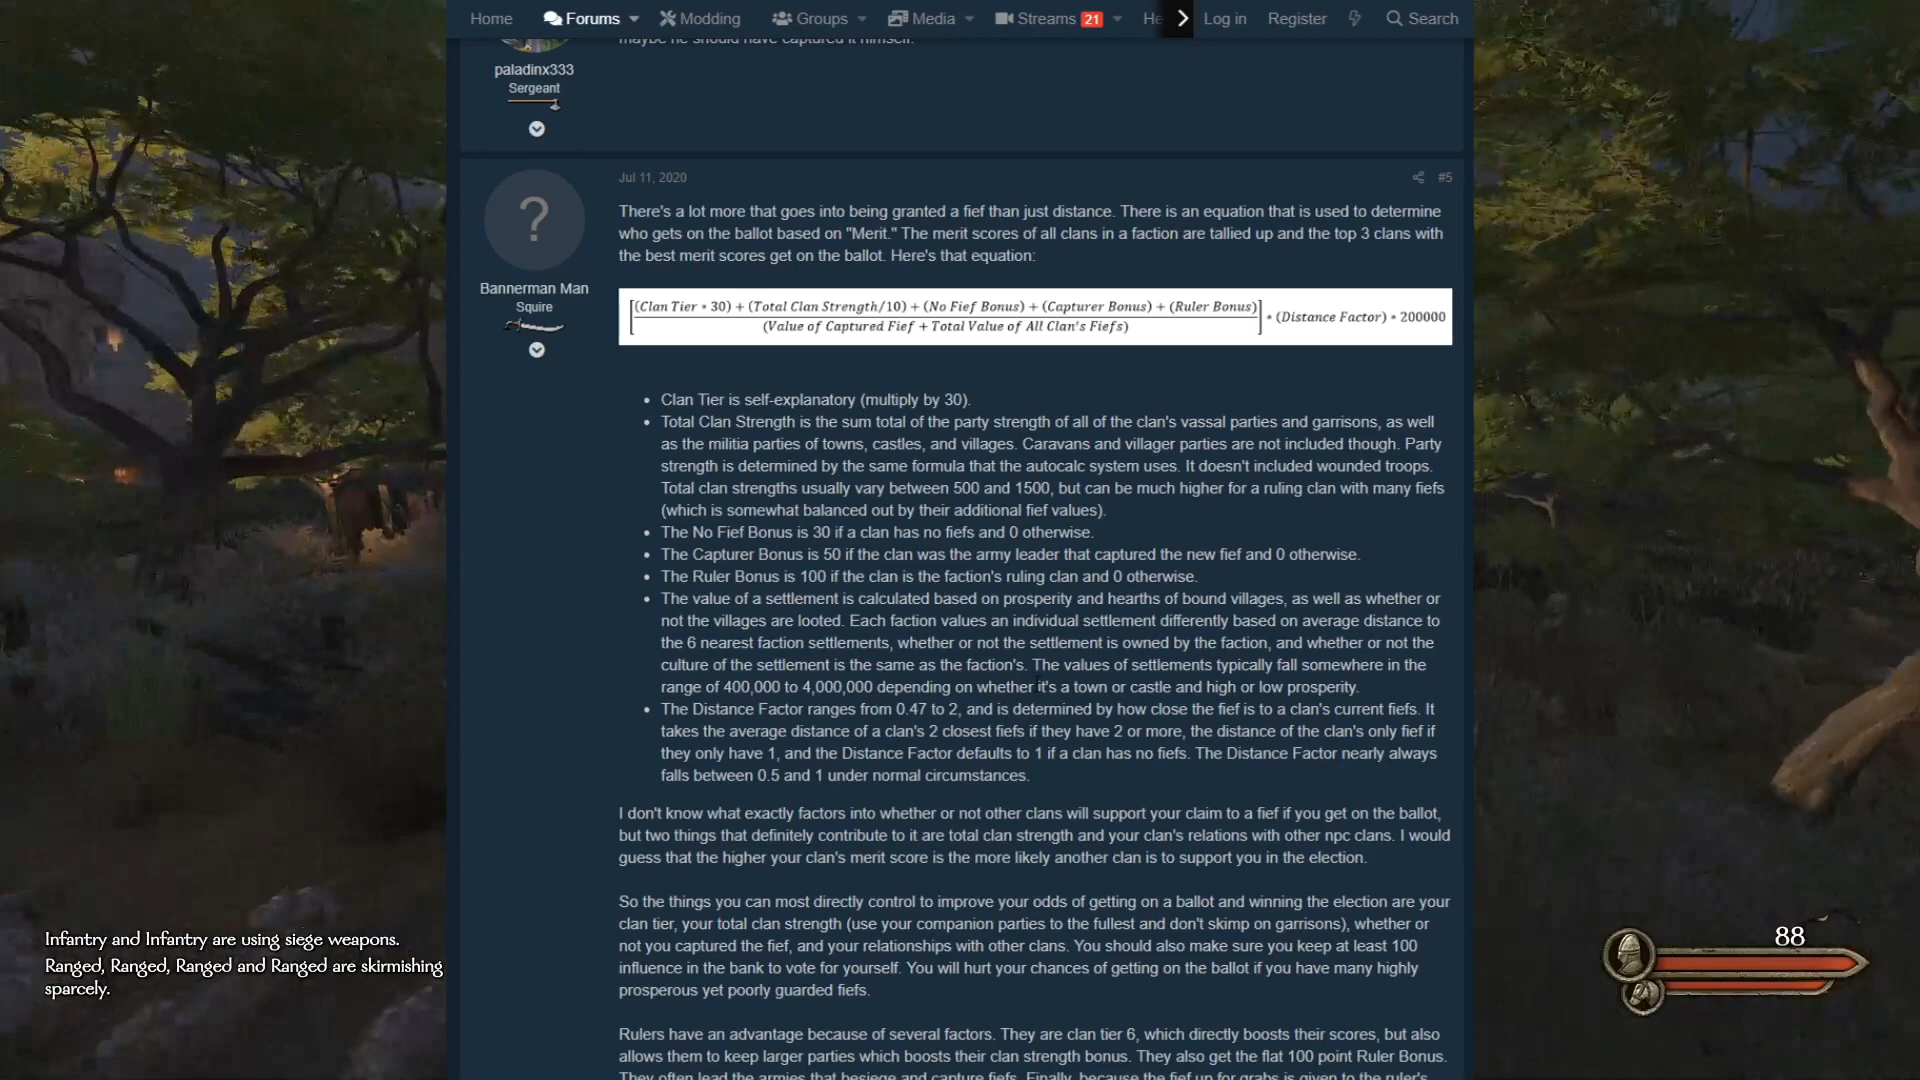 Home Forums Modding Groups Media Streams 21 He Log in Register Search
maybe he should have captured it himself.
paladinx333
Sergeant
Jul 11, 2020 #5
There's a lot more that goes into being granted a fief than just distance. There is an equation that is used to determine
who gets on the ballot based on "Merit." The merit scores of all clans in a faction are tallied up and the top 3 clans with
the best merit scores get on the ballot. Here's that equation:
?
Bannerman Man
Squire
[(Clan Tier * 30) + (Total Clan Strength/10) + (No Fief Bonus) + (Capturer Bonus) + (Ruler Bonus)
(Value of Captured Fief + Total Value of All Clan's Fiefs)] * (Distance Factor) * 200000
• Clan Tier is self-explanatory (multiply by 30).
• Total Clan Strength is the sum total of the party strength of all of the clan's vassal parties and garrisons, as well
as the militia parties of towns, castles, and villages. Caravans and villager parties are not included though. Party
strength is determined by the same formula that the autocalc system uses. It doesn't included wounded troops.
Total clan strengths usually vary between 500 and 1500, but can be much higher for a ruling clan with many fiefs
(which is somewhat balanced out by their additional fief values).
• The No Fief Bonus is 30 if a clan has no fiefs and 0 otherwise.
• The Capturer Bonus is 50 if the clan was the army leader that captured the new fief and 0 otherwise.
• The Ruler Bonus is 100 if the clan is the faction's ruling clan and 0 otherwise.
• The value of a settlement is calculated based on prosperity and hearths of bound villages, as well as whether or
not the villages are looted. Each faction values an individual settlement differently based on average distance to
the 6 nearest faction settlements, whether or not the settlement is owned by the faction, and whether or not the
culture of the settlement is the same as the faction's. The values of settlements typically fall somewhere in the
range of 400,000 to 4,000,000 depending on whether it's a town or castle and high or low prosperity.
• The Distance Factor ranges from 0.47 to 2, and is determined by how close the fief is to a clan's current fiefs. It
takes the average distance of a clan's 2 closest fiefs if they have 2 or more, the distance of the clan's only fief if
they only have 1, and the Distance Factor defaults to 1 if a clan has no fiefs. The Distance Factor nearly always
falls between 0.5 and 1 under normal circumstances.
I don't know what exactly factors into whether or not other clans will support your claim to a fief if you get on the ballot,
but two things that definitely contribute to it are total clan strength and your clan's relations with other npc clans. I would
guess that the higher your clan's merit score is the more likely another clan is to support you in the election.
So the things you can most directly control to improve your odds of getting on a ballot and winning the election are your
clan tier, your total clan strength (use your companion parties to the fullest and don't skimp on garrisons), whether or
not you captured the fief, and your relationships with other clans. You should also make sure you keep at least 100
influence in the bank to vote for yourself. You will hurt your chances of getting on the ballot if you have many highly
prosperous yet poorly guarded fiefs.
Rulers have an advantage because of several factors. They are clan tier 6, which directly boosts their scores, but also
allows them to keep larger parties which boosts their clan strength bonus. They also get the flat 100 point Ruler Bonus.
They often lead the armies that besiege and capture fiefs. Finally, because the fief up for grabs is given to the ruler's
Infantry and Infantry are using siege weapons.
Ranged, Ranged, Ranged and Ranged are skirmishing
sparcely.
88